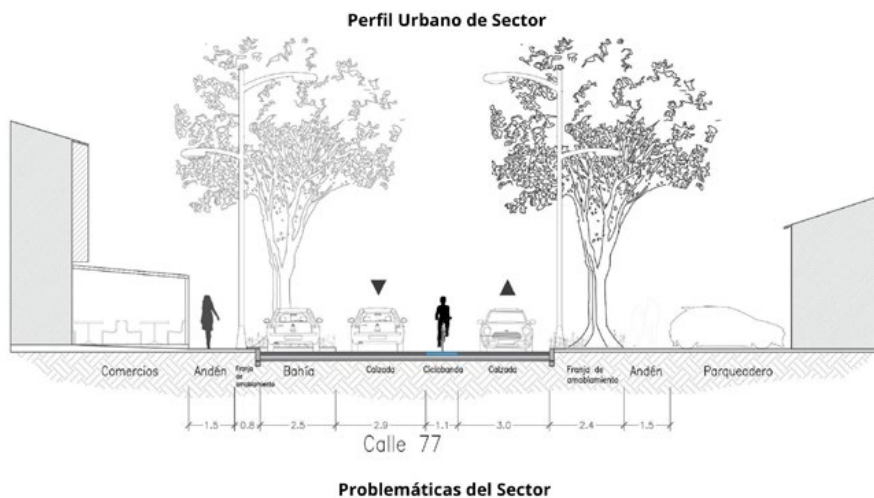 Perfil Urbano de Sector
Comercios
Andén
Franja
de
amoblamiento
Bahía
Calzada
Ciclobanda
Calzada
Franja de
amoblamiento
Andén
Parqueadero
1.5 0.8 2.5 2.9 1.1 3.0 2.4 1.5
Calle 77
Problemáticas del Sector